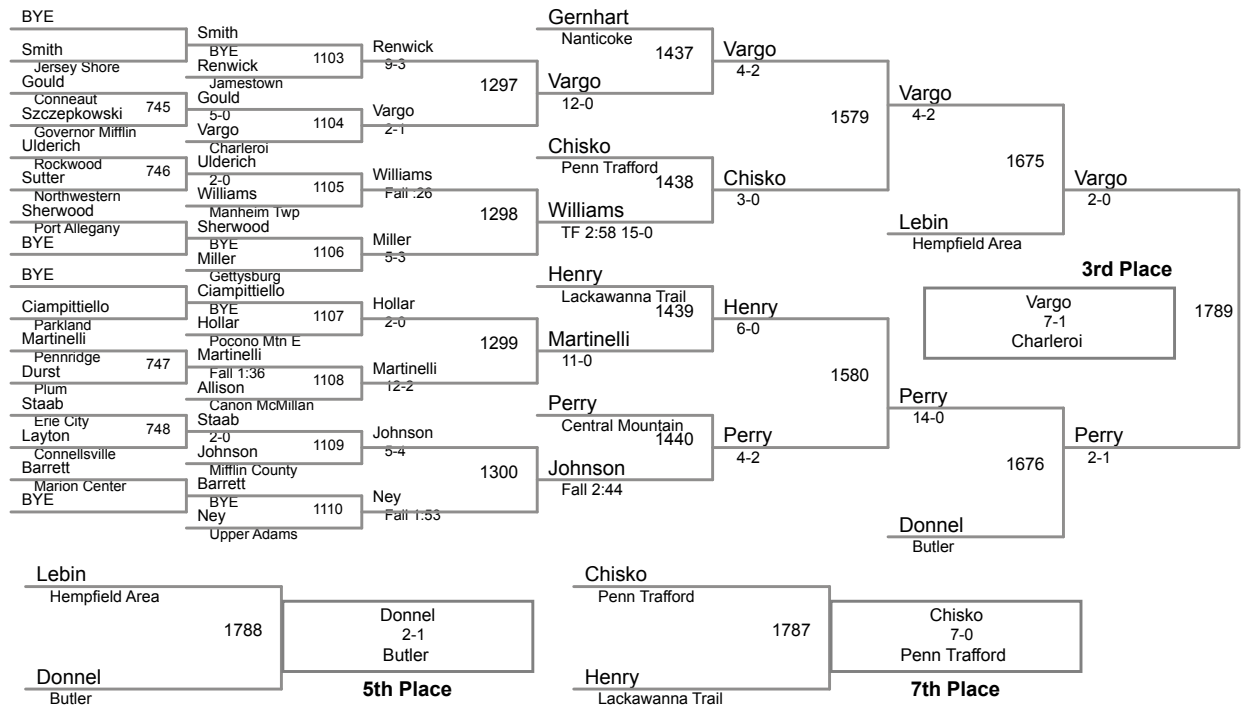 BYE
Smith
Jersey Shore
Gould
Conneaut
745
Szczepkowski
Governor Mifflin
Ulderich
Rockwood
746
Sutter
Northwestern
Sherwood
Port Allegany
BYE
BYE
Ciampittiello
Parkland
Martinelli
Pennridge
747
Durst
Plum
Staab
Erie City
748
Layton
Connellsville
Barrett
Marion Center
BYE
Smith
BYE
1103
Renwick
Jamestown
Gould
5-0
1104
Vargo
Charleroi
Ulderich
2-0
1105
Williams
Manheim Twp
Sherwood
BYE
1106
Miller
Gettysburg
Ciampittiello
BYE
1107
Hollar
Pocono Mtn E
Martinelli
Fall 1:36
1108
Allison
Canon McMillan
Staab
2-0
1109
Johnson
Mifflin County
Barrett
BYE
1110
Ney
Upper Adams
Renwick
9-3
1297
Vargo
2-1
Williams
Fall :26
1298
Miller
5-3
Hollar
2-0
1299
Martinelli
12-2
Johnson
5-4
1300
Ney
Fall 1:53
Gernhart
Nanticoke
1437
Vargo
12-0
Chisko
Penn Trafford
1438
Williams
TF 2:58 15-0
Henry
Lackawanna Trail
1439
Martinelli
11-0
Perry
Central Mountain
1440
Johnson
Fall 2:44
Vargo
4-2
1579
Chisko
3-0
Henry
6-0
1580
Perry
4-2
Vargo
4-2
1675
Lebin
Hempfield Area
Perry
14-0
1676
Donnel
Butler
Vargo
2-0
3rd Place
Vargo
7-1
Charleroi
1789
Perry
2-1
Lebin
Hempfield Area
1788
Donnel
Butler
Donnel
2-1
Butler
5th Place
Chisko
Penn Trafford
1787
Henry
Lackawanna Trail
Chisko
7-0
Penn Trafford
7th Place